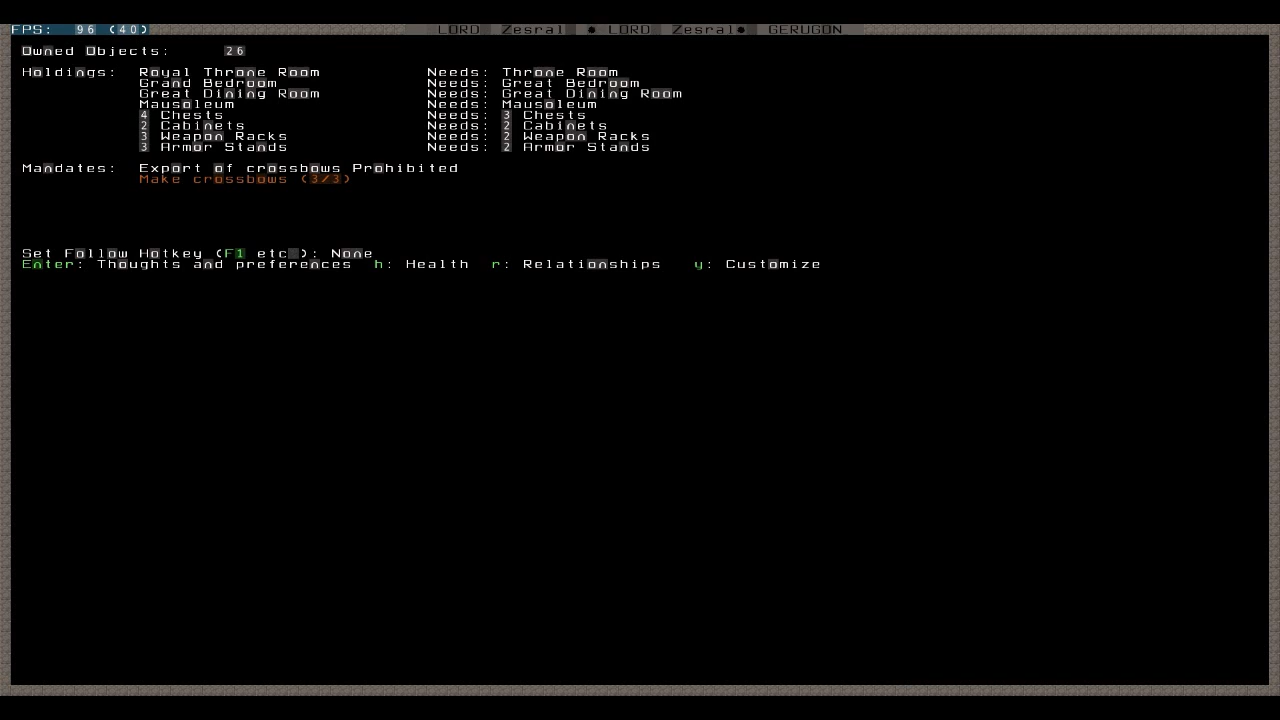 FPS: 96 (40) LORD Zesral LORD Zesral GERUGON
Owned Objects: 26
Holdings: Royal Throne Room Needs: Throne Room
Grand Bedroom Needs: Great Bedroom
Great Dining Room Needs: Great Dining Room
Mausoleum Needs: Mausoleum
4 Chests Needs: 3 Chests
2 Cabinets Needs: 2 Cabinets
3 Weapon Racks Needs: 2 Weapon Racks
3 Armor Stands Needs: 2 Armor Stands
Mandates: Export of crossbows Prohibited
Make crossbows (3/3)
Set Follow Hotkey (F1 etc ): None
Enter: Thoughts and preferences h: Health r: Relationships y: Customize